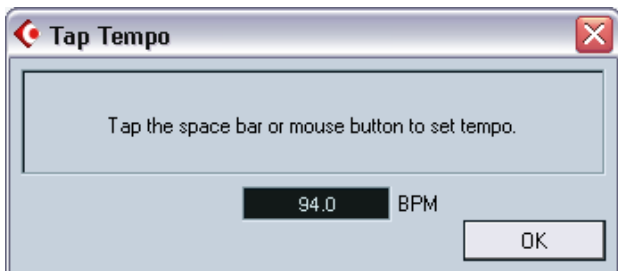 Tap Tempo
Tap the space bar or mouse button to set tempo.
94.0 BPM
OK